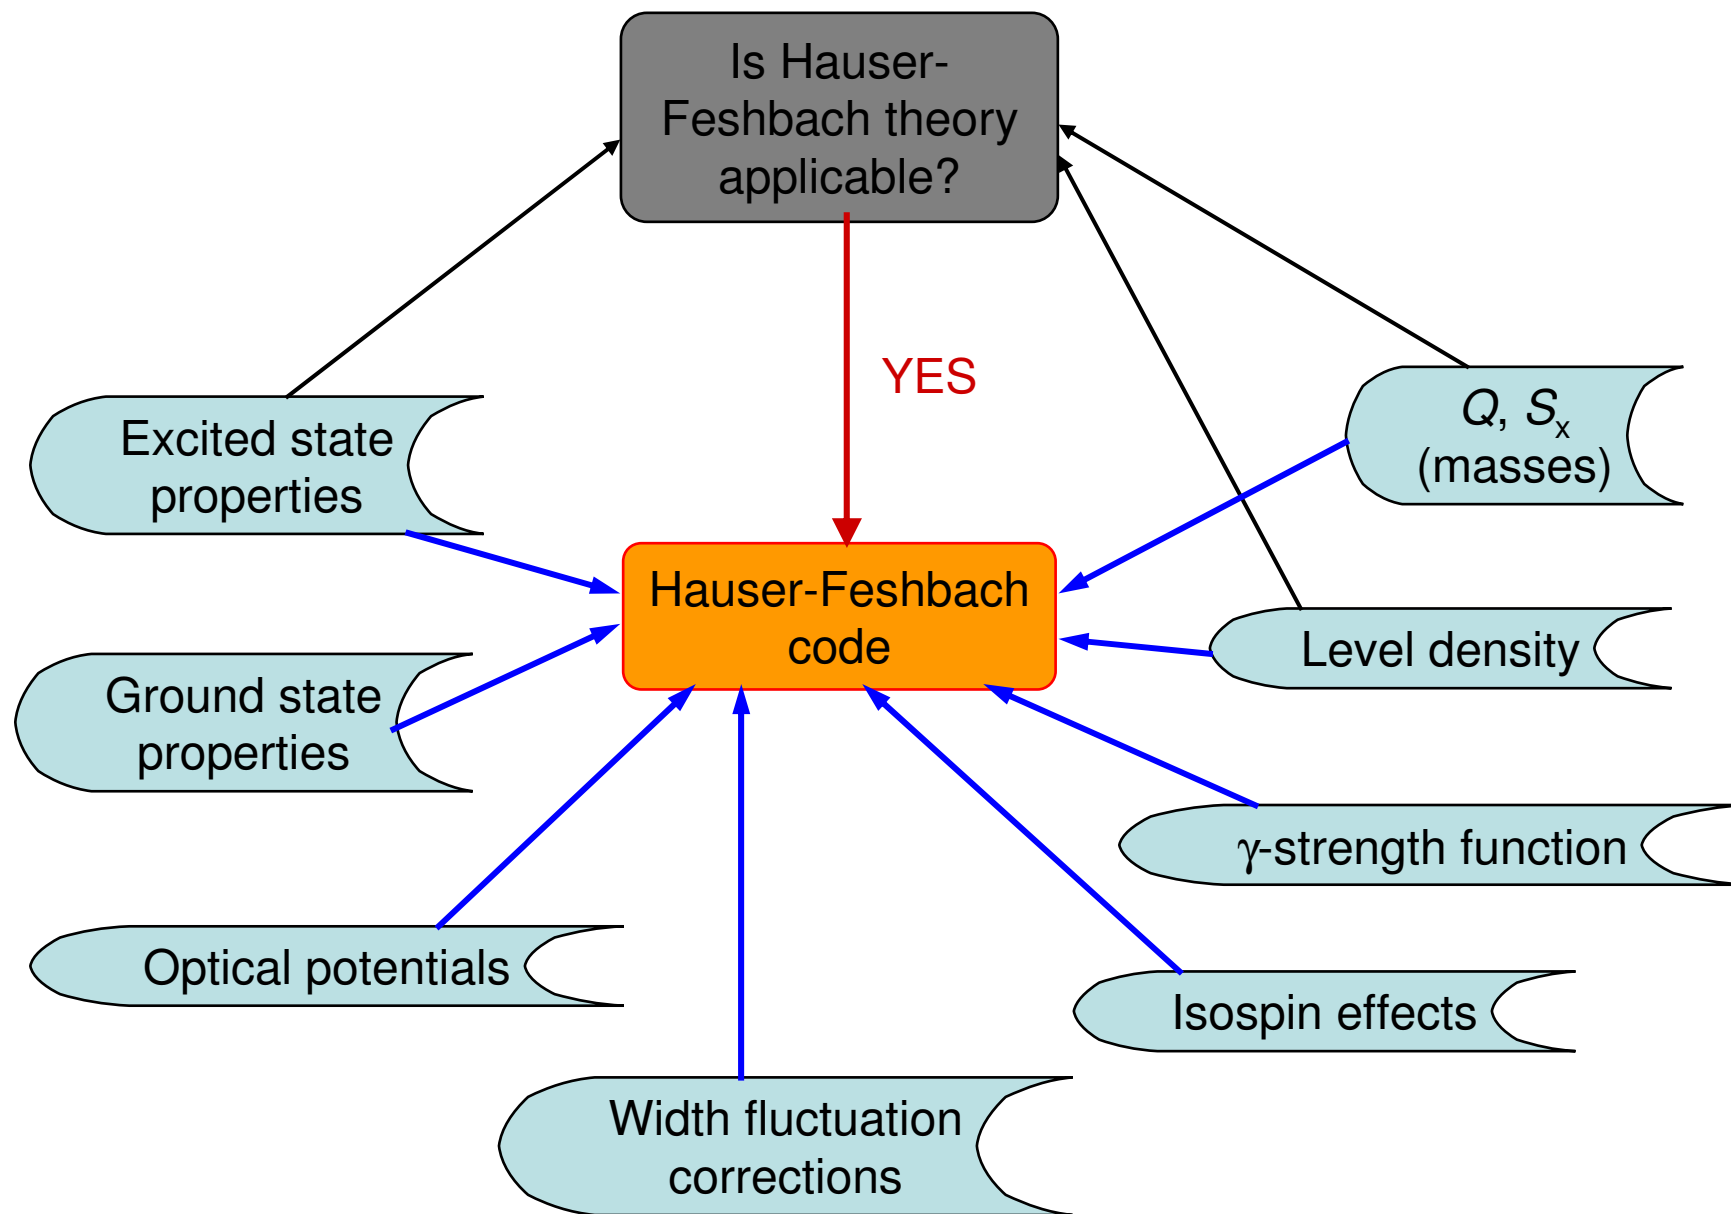 Is Hauser-
Feshbach theory
applicable?
YES
Excited state
properties
Q, Sx
(masses)
Hauser-Feshbach
code
Level density
Ground state
properties
γ-strength function
Optical potentials
Isospin effects
Width fluctuation
corrections